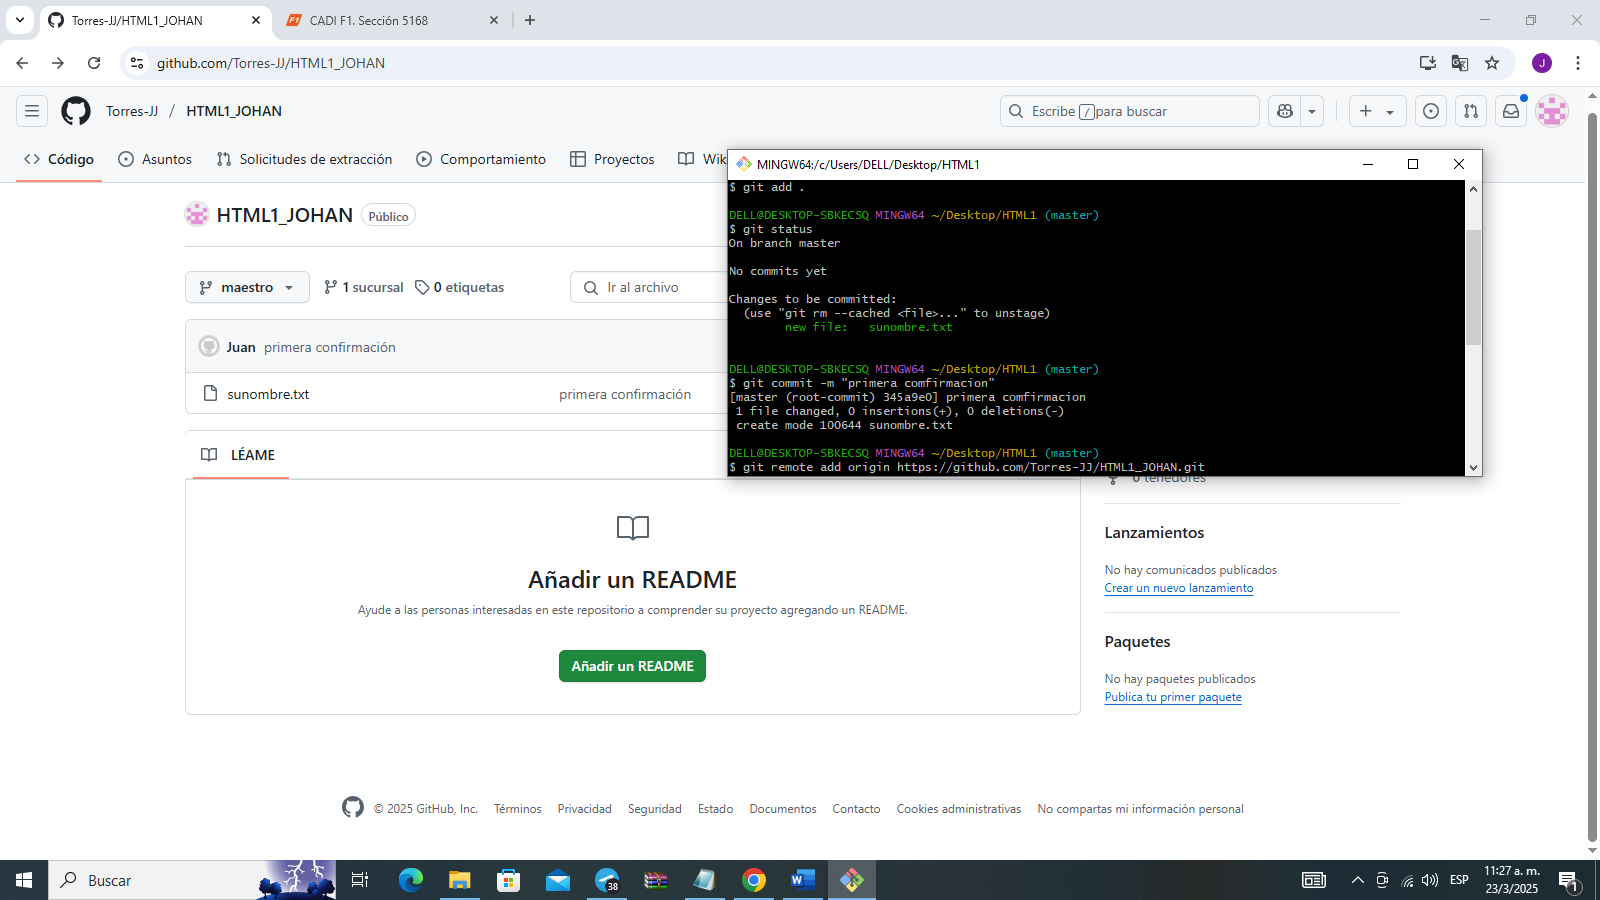 Torres-JJ/HTML1_JOHAN
CADI F1. Sección 5168
github.com/Torres-JJ/HTML1_JOHAN
J
Torres-JJ / HTML1_JOHAN
Escribe / para buscar
Código
Asuntos
Solicitudes de extracción
Comportamiento
Proyectos
Wik
HTML1_JOHAN
Público
maestro
1 sucursal
0 etiquetas
Ir al archivo
Juan primera confirmación
sunombre.txt
primera confirmación
LÉAME
Añadir un README
Ayude a las personas interesadas en este repositorio a comprender su proyecto agregando un README.
Añadir un README
MINGW64:/c/Users/DELL/Desktop/HTML1
$ git add .
DELL@DESKTOP-SBKECSQ MINGW64 ~/Desktop/HTML1 (master)
$ git status
On branch master
No commits yet
Changes to be committed:
(use "git rm --cached <file>..." to unstage)
new file:   sunombre.txt
DELL@DESKTOP-SBKECSQ MINGW64 ~/Desktop/HTML1 (master)
$ git commit -m "primera comfirmacion"
[master (root-commit) 345a9e0] primera comfirmacion
1 file changed, 0 insertions(+), 0 deletions(-)
create mode 100644 sunombre.txt
DELL@DESKTOP-SBKECSQ MINGW64 ~/Desktop/HTML1 (master)
$ git remote add origin https://github.com/Torres-JJ/HTML1_JOHAN.git
0 tenedores
Lanzamientos
No hay comunicados publicados
Crear un nuevo lanzamiento
Paquetes
No hay paquetes publicados
Publica tu primer paquete
© 2025 GitHub, Inc.
Términos
Privacidad
Seguridad
Estado
Documentos
Contacto
Cookies administrativas
No compartas mi información personal
Buscar
38
ESP
11:27 a. m.
23/3/2025
1